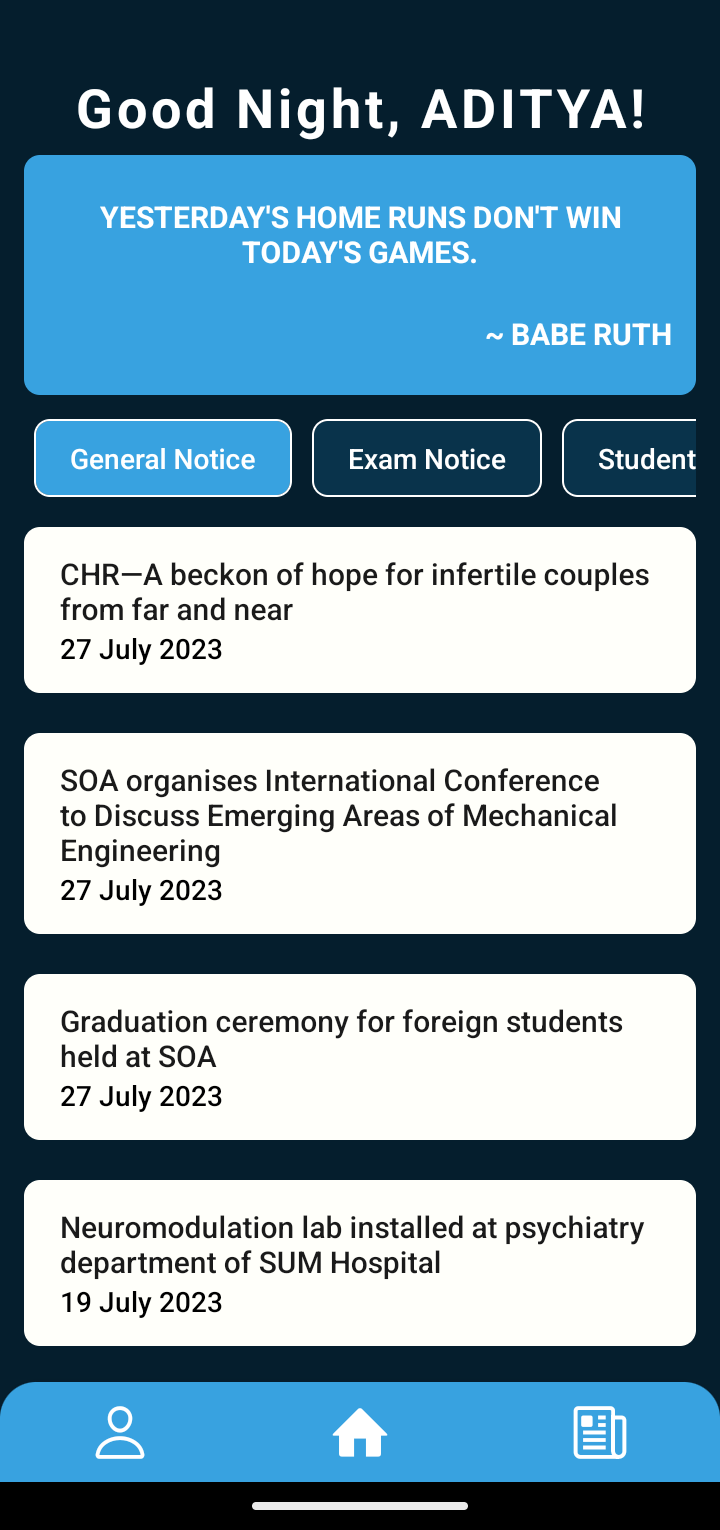 Good Night, ADITYA!
YESTERDAY'S HOME RUNS DON'T WIN
TODAY'S GAMES.
~ BABE RUTH
General Notice
Exam Notice
Student
CHR—A beckon of hope for infertile couples
from far and near
27 July 2023
SOA organises International Conference
to Discuss Emerging Areas of Mechanical
Engineering
27 July 2023
Graduation ceremony for foreign students
held at SOA
27 July 2023
Neuromodulation lab installed at psychiatry
department of SUM Hospital
19 July 2023